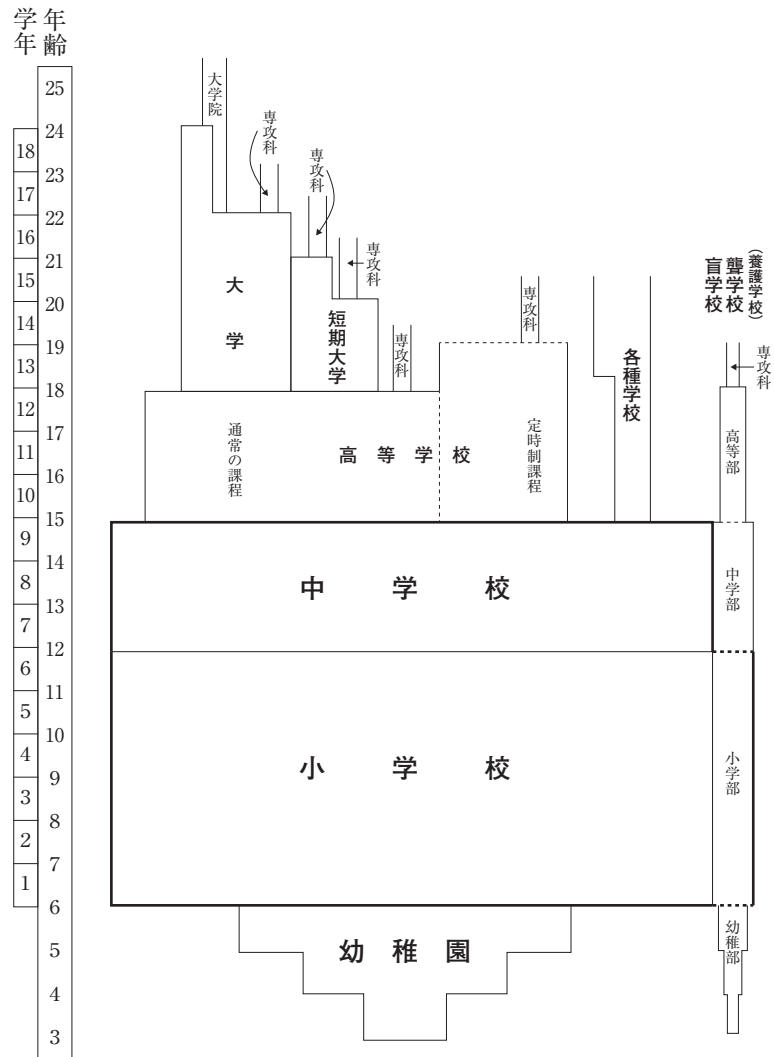 学年
年齢
25
24
23
22
21
20
19
18
17
16
15
14
13
12
11
10
9
8
7
6
5
4
3
18
17
16
15
14
13
12
11
10
9
8
7
6
5
4
3
2
1
大学院
専攻科
専攻科
専攻科
専攻科
専攻科
大学
短期大学
各種学校
(養護学校)
聾学校
盲学校
専攻科
通常の課程
高等学校
定時制課程
高等部
中学校
中学部
小学校
小学部
幼稚園
幼稚部